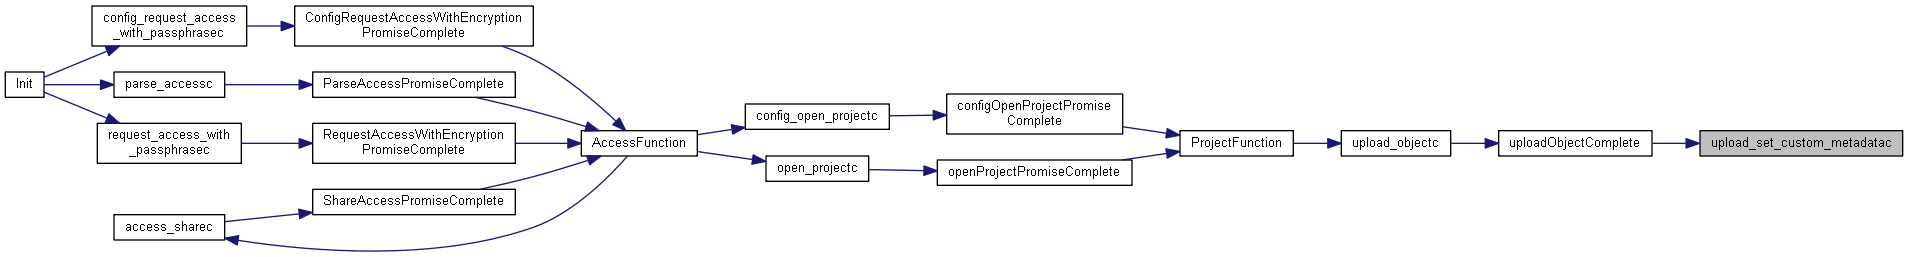 config_request_access
_with_passphrasec
ConfigRequestAccessWithEncryption
PromiseComplete
Init
parse_accessc
ParseAccessPromiseComplete
request_access_with
_passphrasec
RequestAccessWithEncryption
PromiseComplete
access_sharec
ShareAccessPromiseComplete
AccessFunction
config_open_projectc
open_projectc
configOpenProjectPromise
Complete
openProjectPromiseComplete
ProjectFunction
upload_objectc
uploadObjectComplete
upload_set_custom_metadatac